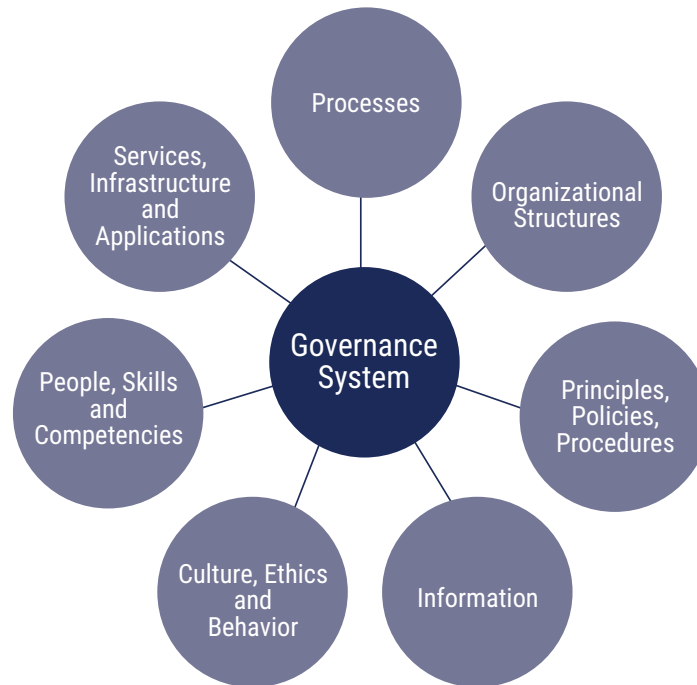 Processes
Organizational
Structures
Services,
Infrastructure
and
Applications
Governance
System
Principles,
Policies,
Procedures
People, Skills
and
Competencies
Culture, Ethics
and
Behavior
Information